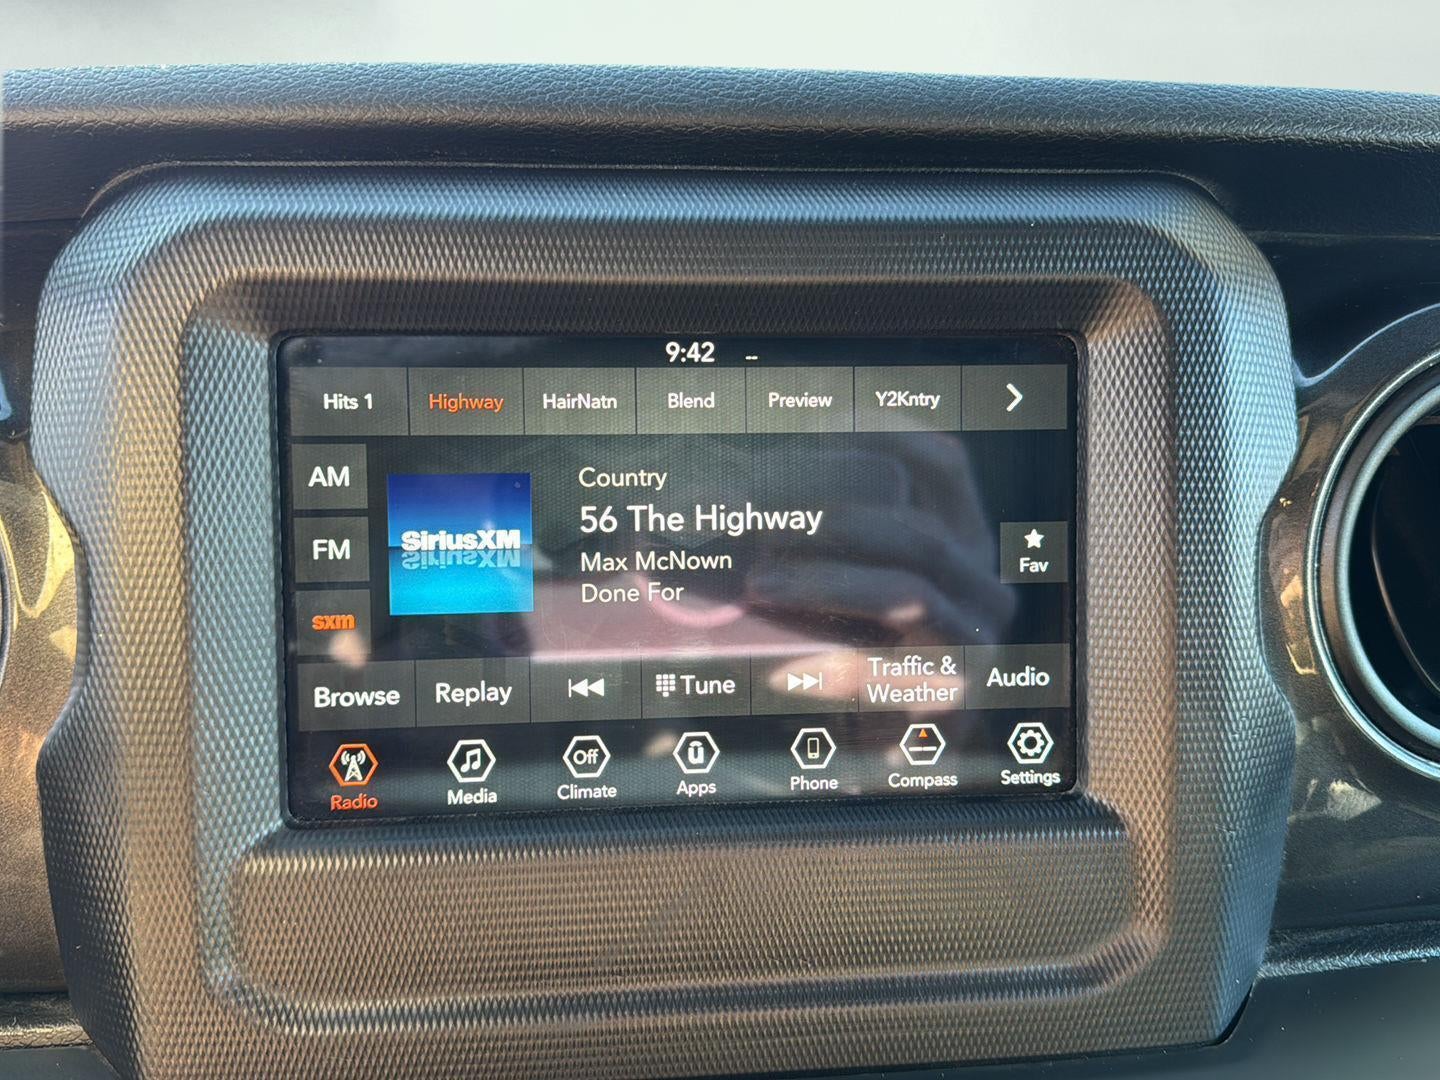 9:42 --
Hits 1 Highway HairNatn Blend Preview Y2Kntry
AM
FM
sxm
SiriusXM
Country
56 The Highway
Max McNown
Done For
Fav
Browse Replay Tune Traffic & Weather Audio
Off
Radio Media Climate Apps Phone Compass Settings